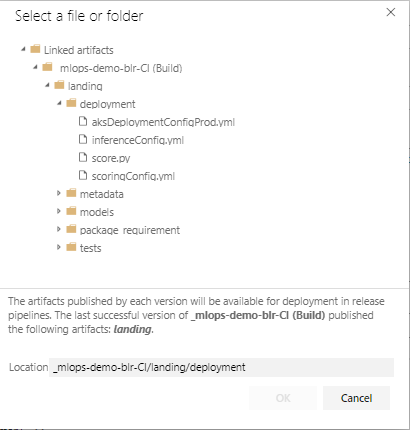 Select a file or folder
Linked artifacts
_mlops-demo-blr-CI (Build)
landing
deployment
aksDeploymentConfigProd.yml
inferenceConfig.yml
score.py
scoringConfig.yml
metadata
models
package_requirement
tests
The artifacts published by each version will be available for deployment in release
pipelines. The last successful version of _mlops-demo-blr-CI (Build) published
the following artifacts: landing.
Location _mlops-demo-blr-CI/landing/deployment
OK Cancel